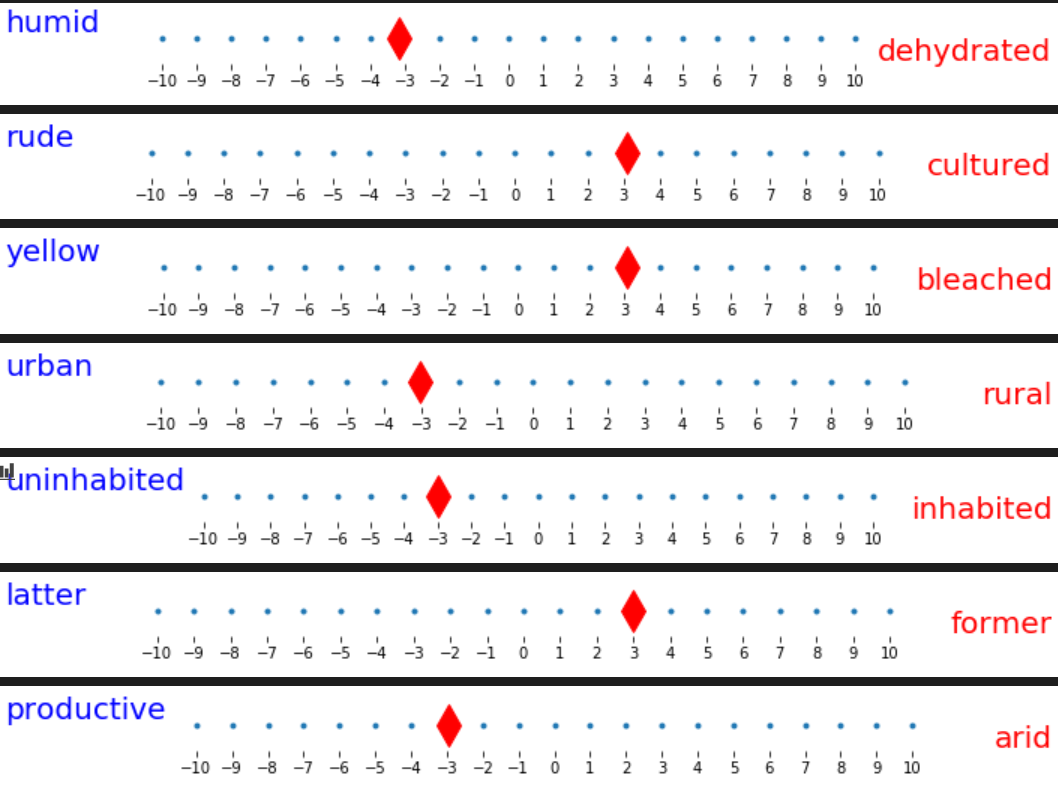 humid
dehydrated
−10 −9 −8 −7 −6 −5 −4 −3 −2 −1 0 1 2 3 4 5 6 7 8 9 10
rude
cultured
−10 −9 −8 −7 −6 −5 −4 −3 −2 −1 0 1 2 3 4 5 6 7 8 9 10
yellow
bleached
−10 −9 −8 −7 −6 −5 −4 −3 −2 −1 0 1 2 3 4 5 6 7 8 9 10
urban
rural
−10 −9 −8 −7 −6 −5 −4 −3 −2 −1 0 1 2 3 4 5 6 7 8 9 10
uninhabited
inhabited
−10 −9 −8 −7 −6 −5 −4 −3 −2 −1 0 1 2 3 4 5 6 7 8 9 10
latter
former
−10 −9 −8 −7 −6 −5 −4 −3 −2 −1 0 1 2 3 4 5 6 7 8 9 10
productive
arid
−10 −9 −8 −7 −6 −5 −4 −3 −2 −1 0 1 2 3 4 5 6 7 8 9 10